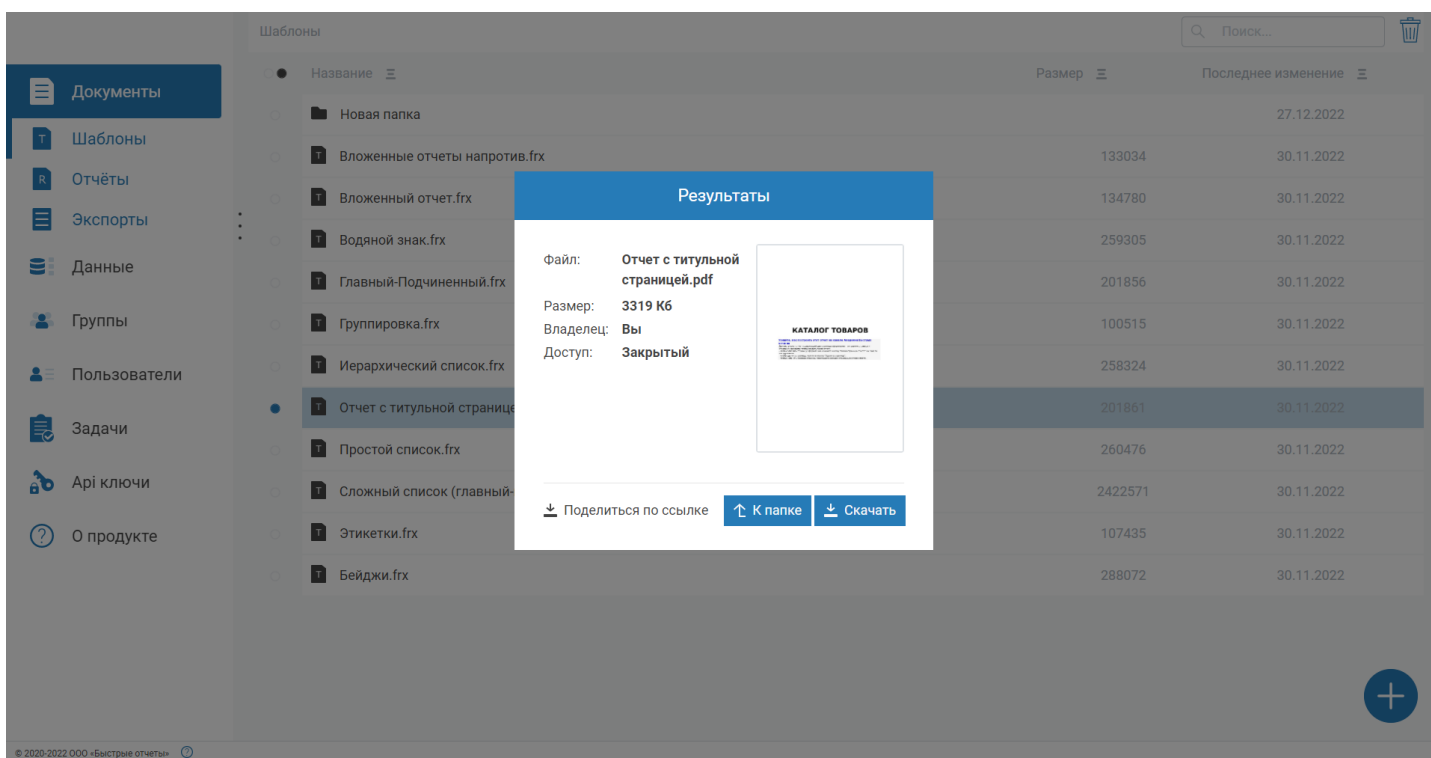 Шаблоны
Поиск...
Название
Размер
Последнее изменение
Документы
Шаблоны
Отчёты
Экспорты
Данные
Группы
Пользователи
Задачи
Api ключи
О продукте
Новая папка 27.12.2022
Вложенные отчеты напротив.frx 133034 30.11.2022
Вложенный отчет.frx 134780 30.11.2022
Водяной знак.frx 259305 30.11.2022
Главный-Подчиненный.frx 201856 30.11.2022
Группировка.frx 100515 30.11.2022
Иерархический список.frx 258324 30.11.2022
Отчет с титульной 201861 30.11.2022
Простой список.frx 260476 30.11.2022
Сложный список (главный- 2422571 30.11.2022
Этикетки.frx 107435 30.11.2022
Бейджи.frx 288072 30.11.2022
Результаты
Файл: Отчет с титульной
страницей.pdf
Размер: 3319 Кб
Владелец: Вы
Доступ: Закрытый
КАТАЛОГ ТОВАРОВ
Поделиться по ссылке
К папке
Скачать
© 2020-2022 ООО «Быстрые отчеты»